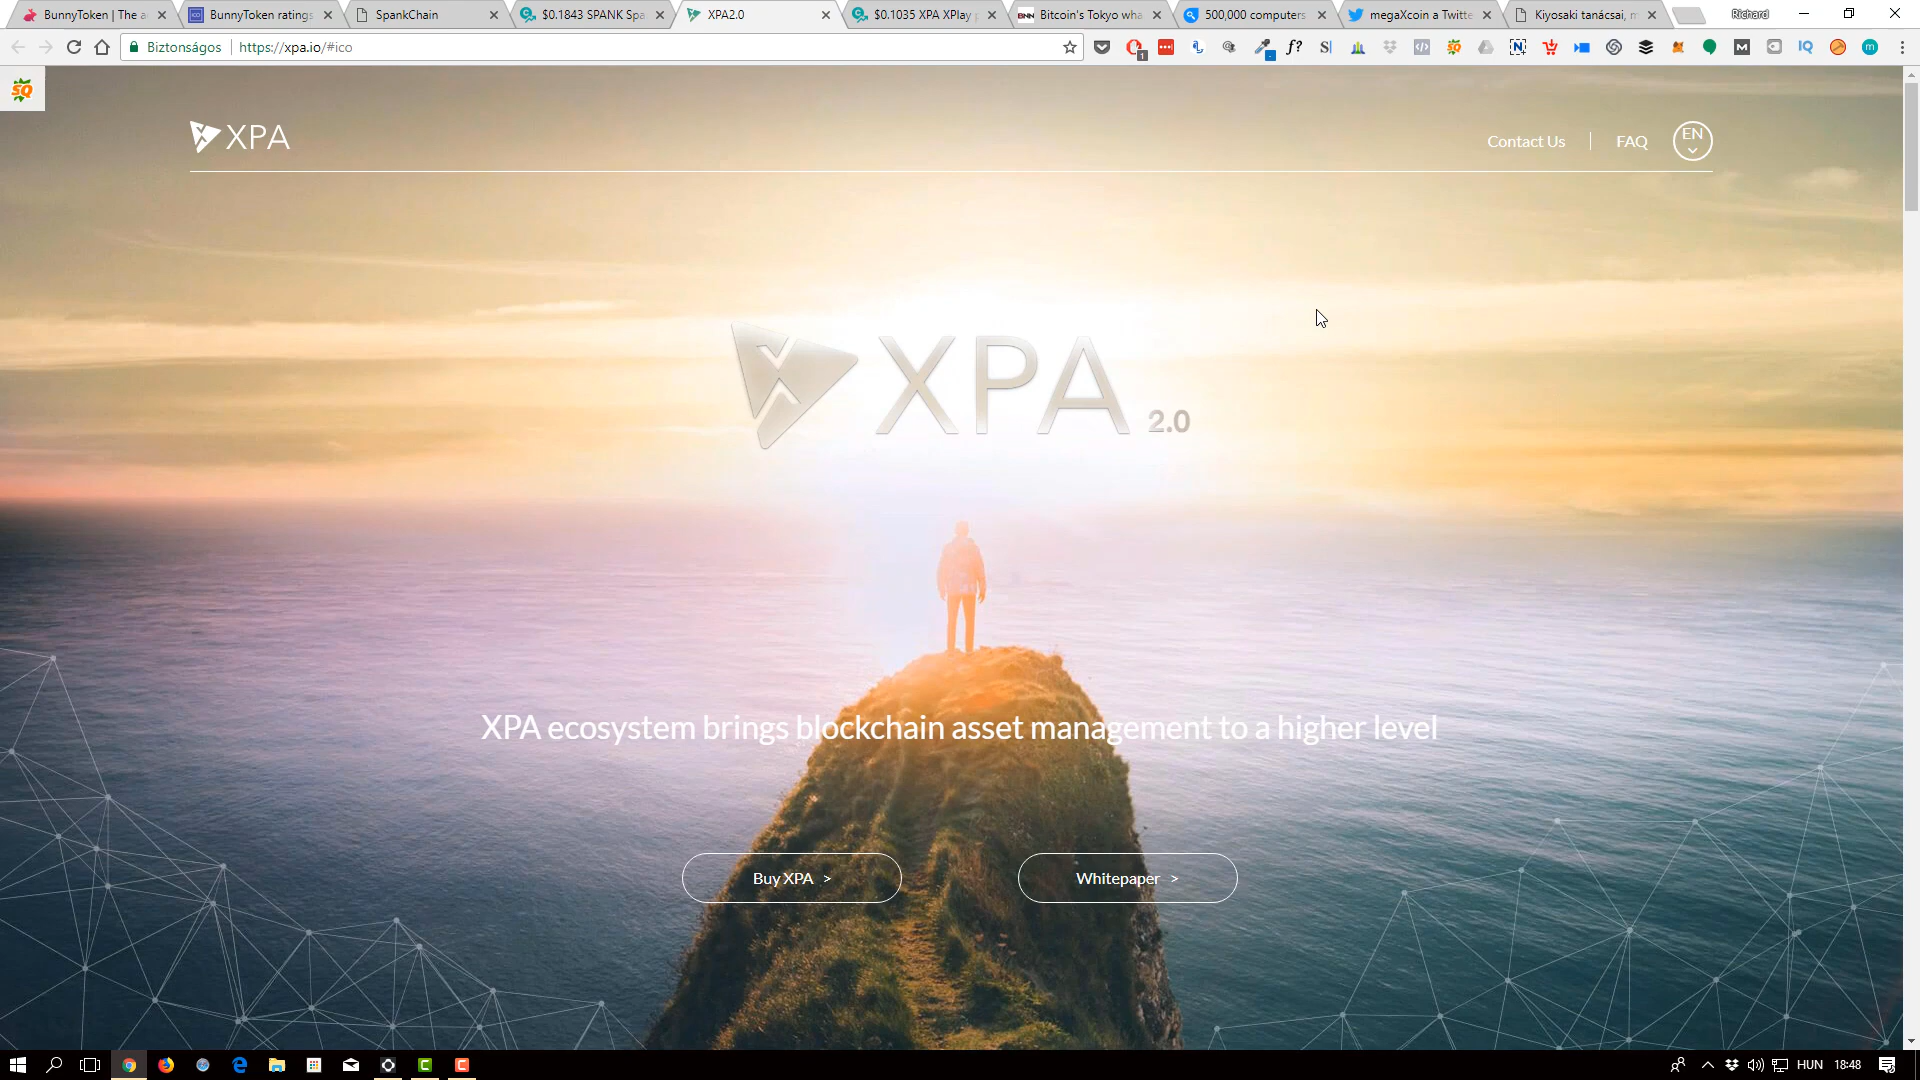 BunnyToken | The a
BunnyToken ratings
SpankChain
$0.1843 SPANK Spa
XPA2.0
$0.1035 XPA XPlay p
BNN Bitcoin's Tokyo wha
500,000 computers
megaXcoin a Twitte
Kiyosaki tanácsai, m
Richard
Biztonságos https://xpa.io/#ico
XPA
Contact Us
FAQ
EN
XPA 2.0
XPA ecosystem brings blockchain asset management to a higher level
Buy XPA >
Whitepaper >
HUN 18:48